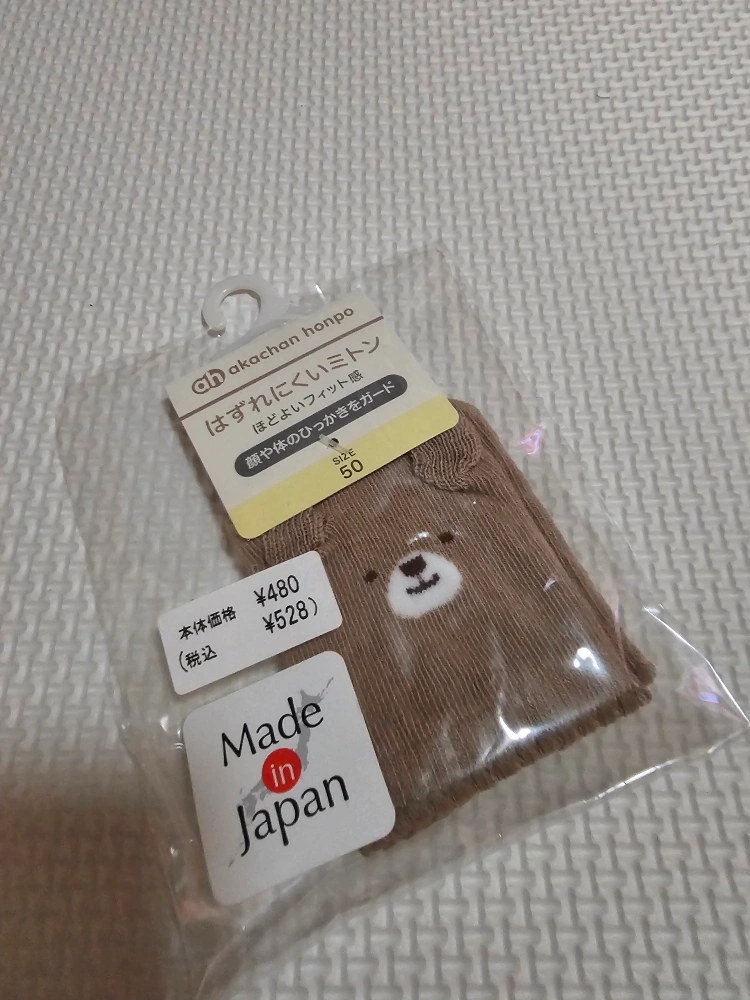 ah akachan honpo
はずれにくいミトン
ほどよいフィット感
顔や体のひっかきをガード
SIZE
50
本体価格 ¥480
(税込 ¥528)
Made
in
Japan